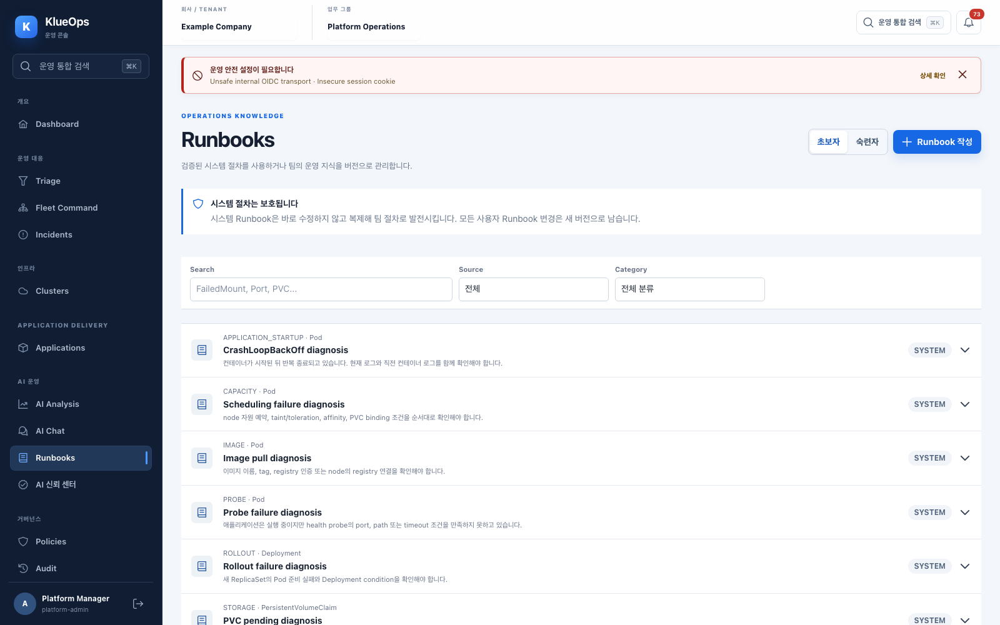 K
KlueOps
운영 콘솔
운영 통합 검색
⌘K
개요
Dashboard
운영 대응
Triage
Fleet Command
Incidents
인프라
Clusters
APPLICATION DELIVERY
Applications
AI 운영
AI Analysis
AI Chat
Runbooks
AI 신뢰 센터
거버넌스
Policies
Audit
A
Platform Manager
platform-admin
회사 / TENANT
Example Company
업무 그룹
Platform Operations
운영 통합 검색
⌘K
73
운영 안전 설정이 필요합니다
Unsafe internal OIDC transport · Insecure session cookie
상세 확인
OPERATIONS KNOWLEDGE
Runbooks
초보자
숙련자
Runbook 작성
검증된 시스템 절차를 사용하거나 팀의 운영 지식을 버전으로 관리합니다.
시스템 절차는 보호됩니다
시스템 Runbook은 바로 수정하지 않고 복제해 팀 절차로 발전시킵니다. 모든 사용자 Runbook 변경은 새 버전으로 남습니다.
Search
Source
Category
FailedMount, Port, PVC...
전체
전체 분류
APPLICATION_STARTUP · Pod
CrashLoopBackOff diagnosis
컨테이너가 시작된 뒤 반복 종료되고 있습니다. 현재 로그와 직전 컨테이너 로그를 함께 확인해야 합니다.
SYSTEM
CAPACITY · Pod
Scheduling failure diagnosis
node 자원 예약, taint/toleration, affinity, PVC binding 조건을 순서대로 확인해야 합니다.
SYSTEM
IMAGE · Pod
Image pull diagnosis
이미지 이름, tag, registry 인증 또는 node의 registry 연결을 확인해야 합니다.
SYSTEM
PROBE · Pod
Probe failure diagnosis
애플리케이션은 실행 중이지만 health probe의 port, path 또는 timeout 조건을 만족하지 못하고 있습니다.
SYSTEM
ROLLOUT · Deployment
Rollout failure diagnosis
새 ReplicaSet의 Pod 준비 실패와 Deployment condition을 확인해야 합니다.
SYSTEM
STORAGE · PersistentVolumeClaim
PVC pending diagnosis
SYSTEM